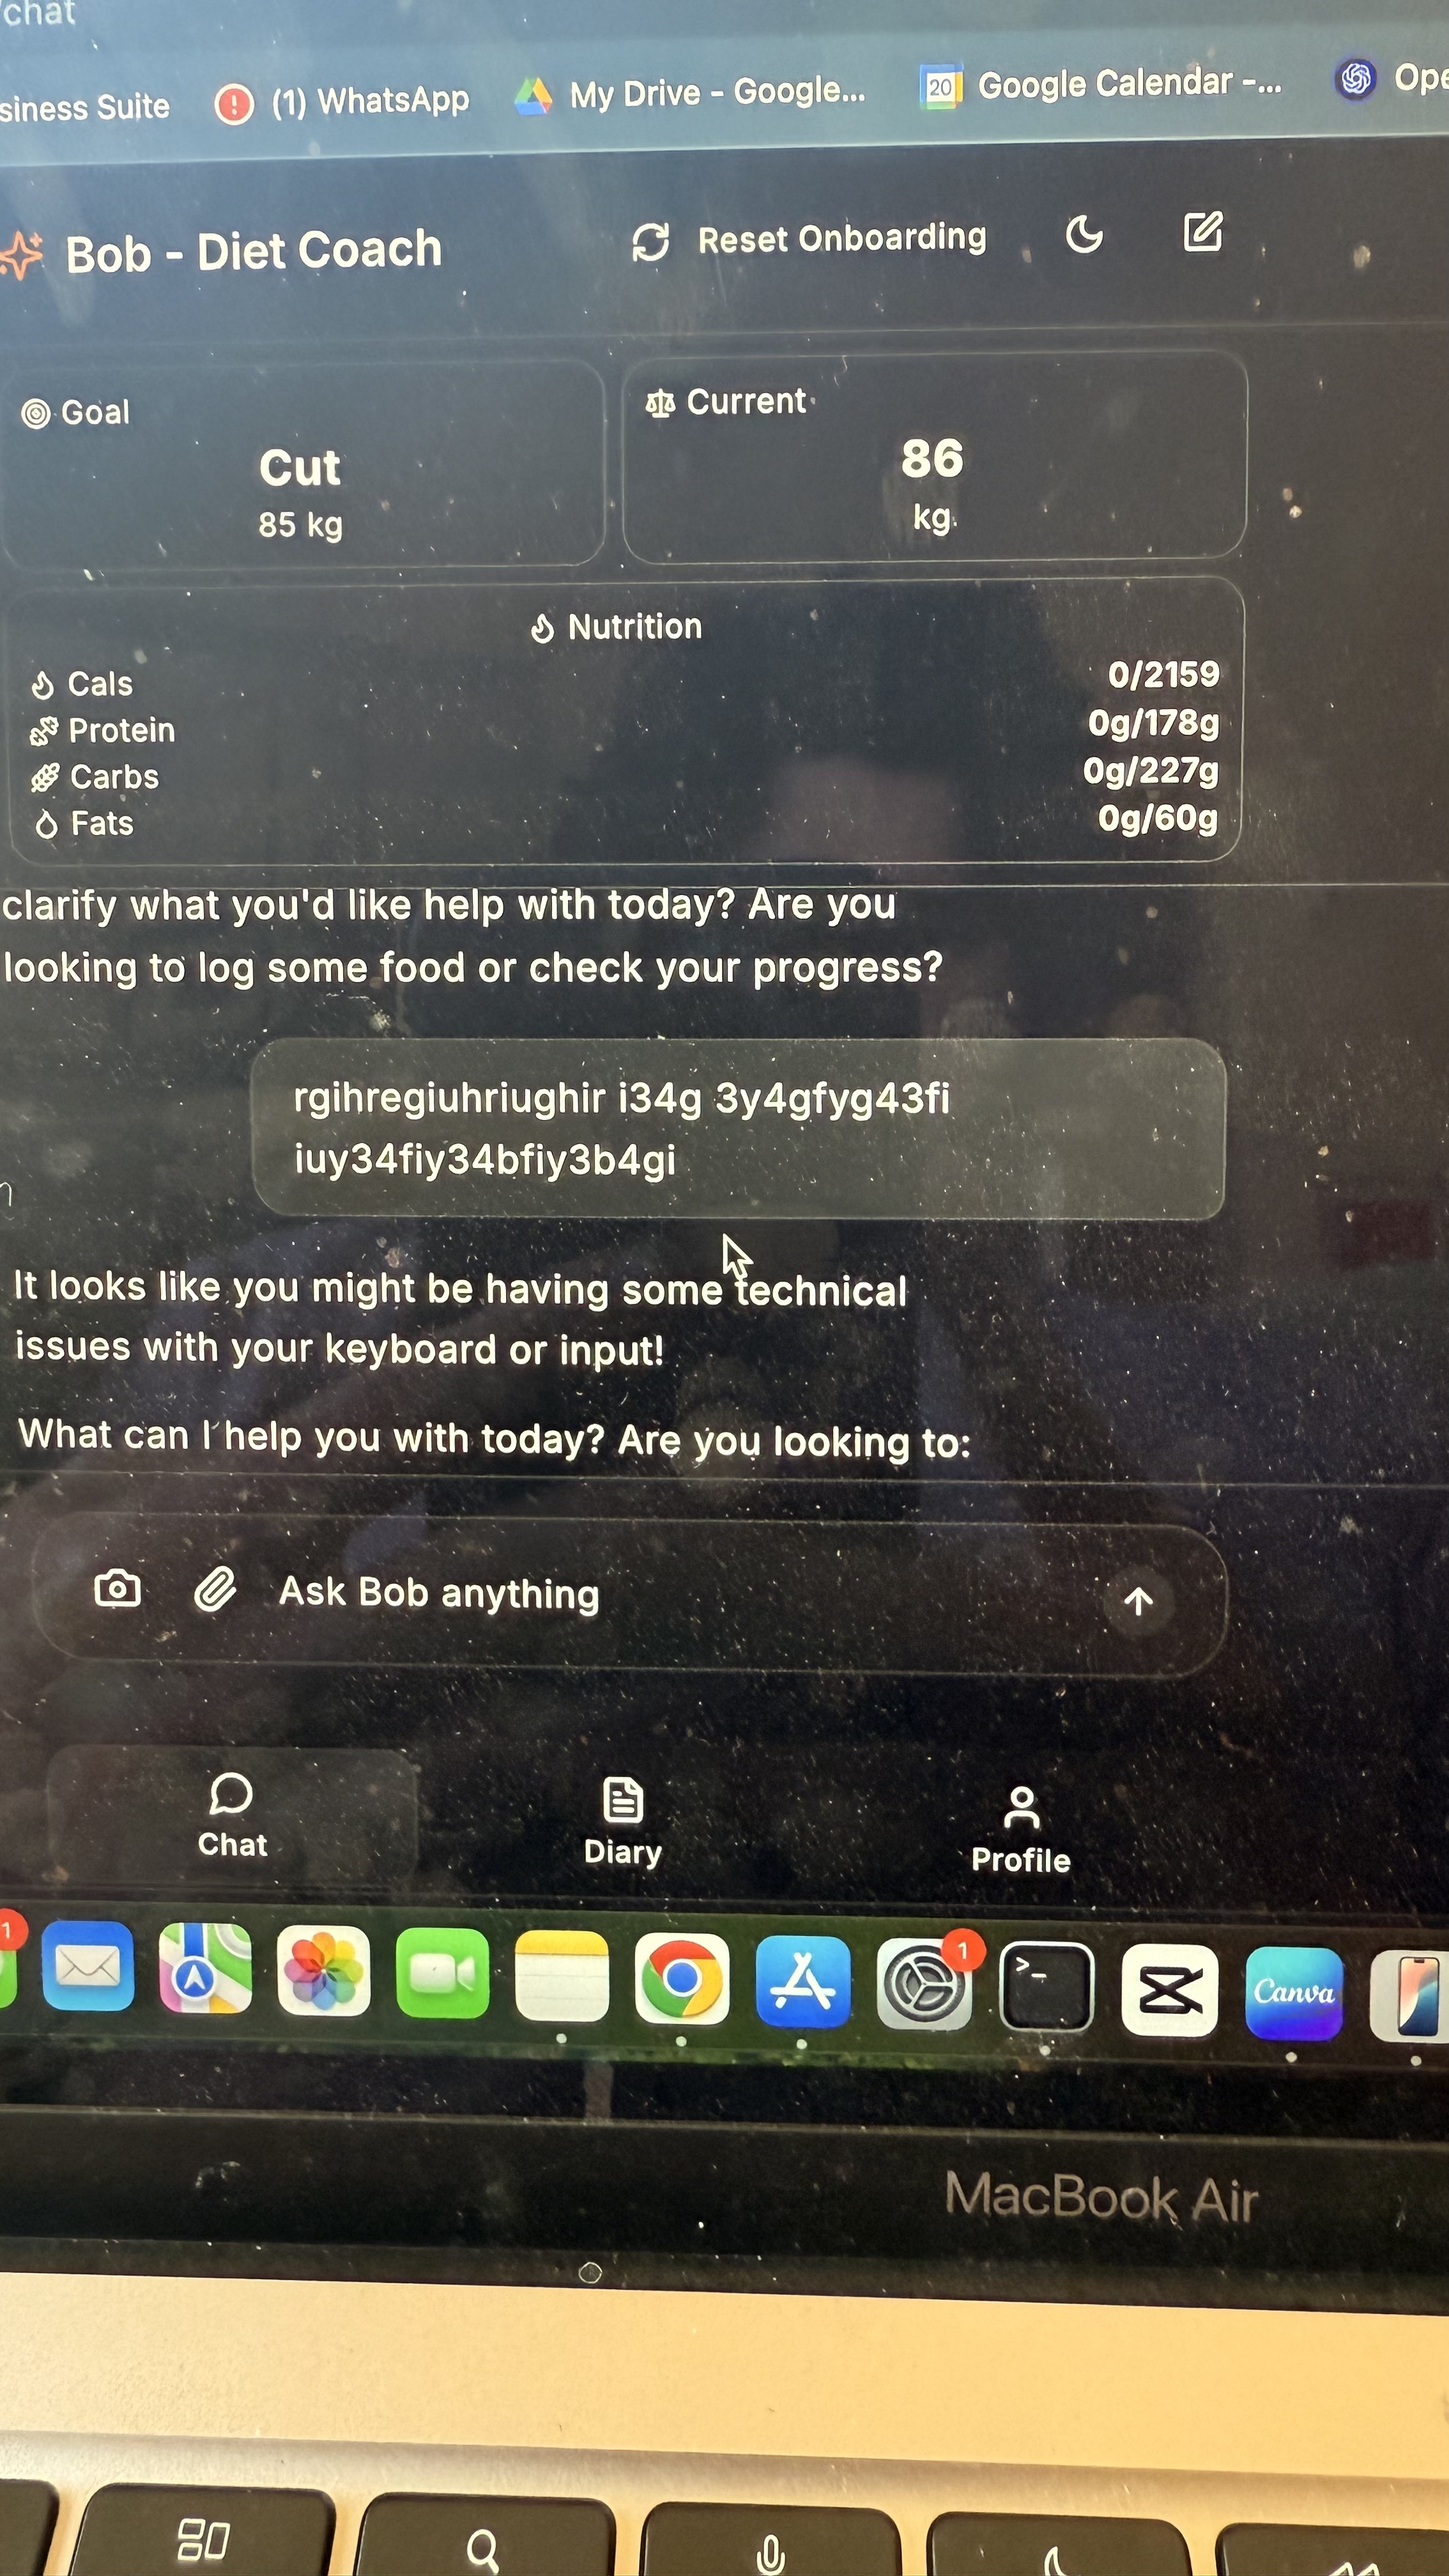 /chat
siness Suite (1) WhatsApp My Drive - Google... 20 Google Calendar -... Ope
Bob - Diet Coach Reset Onboarding
Goal
Cut
85 kg
Current
86
kg
Nutrition
Cals 0/2159
Protein 0g/178g
Carbs 0g/227g
Fats 0g/60g
clarify what you'd like help with today? Are you
looking to log some food or check your progress?
rgihregiuhriughir i34g 3y4gfyg43fi
iuy34fiy34bfiy3b4gi
It looks like you might be having some technical
issues with your keyboard or input!
What can I help you with today? Are you looking to:
Ask Bob anything
Chat Diary Profile
1 1 >_ Canva
MacBook Air